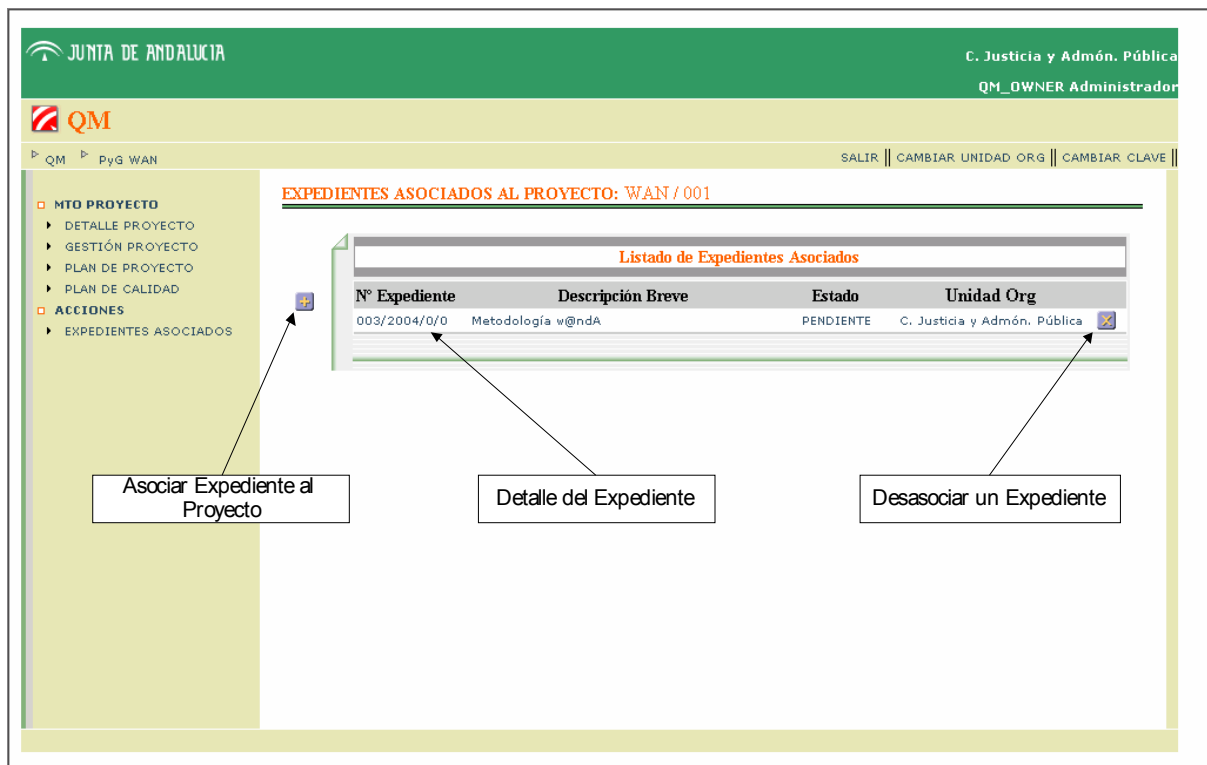 JUNTA DE ANDALUCIA
C. Justicia y Admón. Pública
QM_OWNER Administrador
QM
QM PyG WAN
SALIR || CAMBIAR UNIDAD ORG || CAMBIAR CLAVE ||
MTO PROYECTO
DETALLE PROYECTO
GESTIÓN PROYECTO
PLAN DE PROYECTO
PLAN DE CALIDAD
ACCIONES
EXPEDIENTES ASOCIADOS
EXPEDIENTES ASOCIADOS AL PROYECTO: WAN / 001
Listado de Expedientes Asociados
Nº Expediente Descripción Breve Estado Unidad Org
003/2004/0/0 Metodología w@ndA PENDIENTE C. Justicia y Admón. Pública
Asociar Expediente al
Proyecto
Detalle del Expediente
Desasociar un Expediente